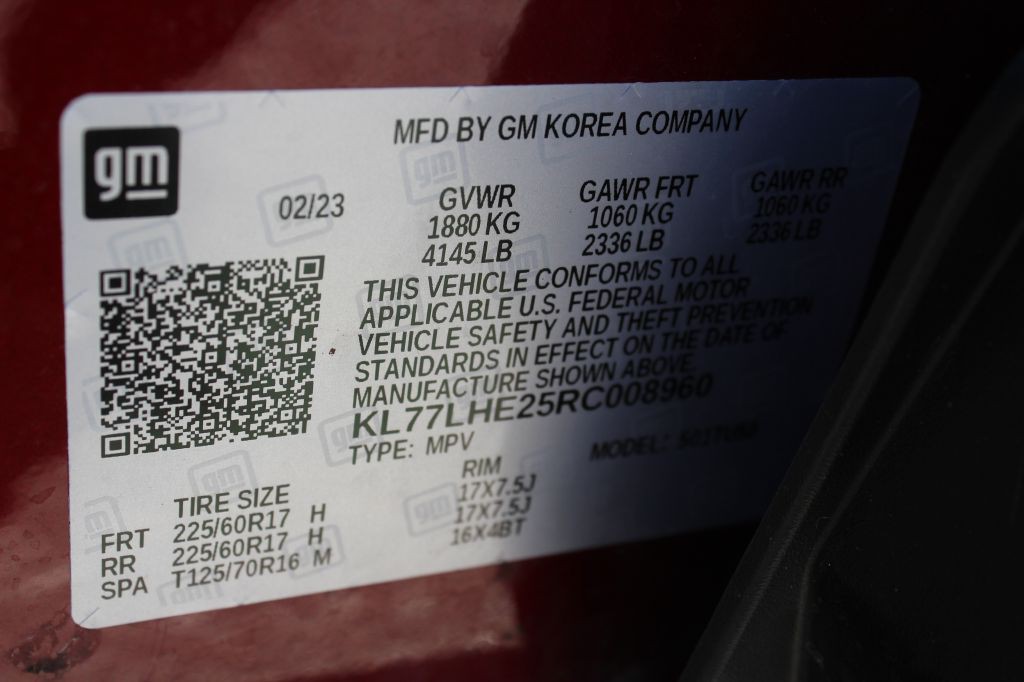 gm
MFD BY GM KOREA COMPANY
02/23
GVWR GAWR FRT GAWR RR
1880 KG 1060 KG 1060 KG
4145 LB 2336 LB 2336 LB
THIS VEHICLE CONFORMS TO ALL
APPLICABLE U.S. FEDERAL MOTOR
VEHICLE SAFETY AND THEFT PREVENTION
STANDARDS IN EFFECT ON THE DATE OF
MANUFACTURE SHOWN ABOVE.
KL77LHE25RC008960
TYPE: MPV MODEL:
TIRE SIZE RIM
FRT 225/60R17 H 17X7.5J
RR 225/60R17 H 17X7.5J
SPA T125/70R16 M 16X4BT